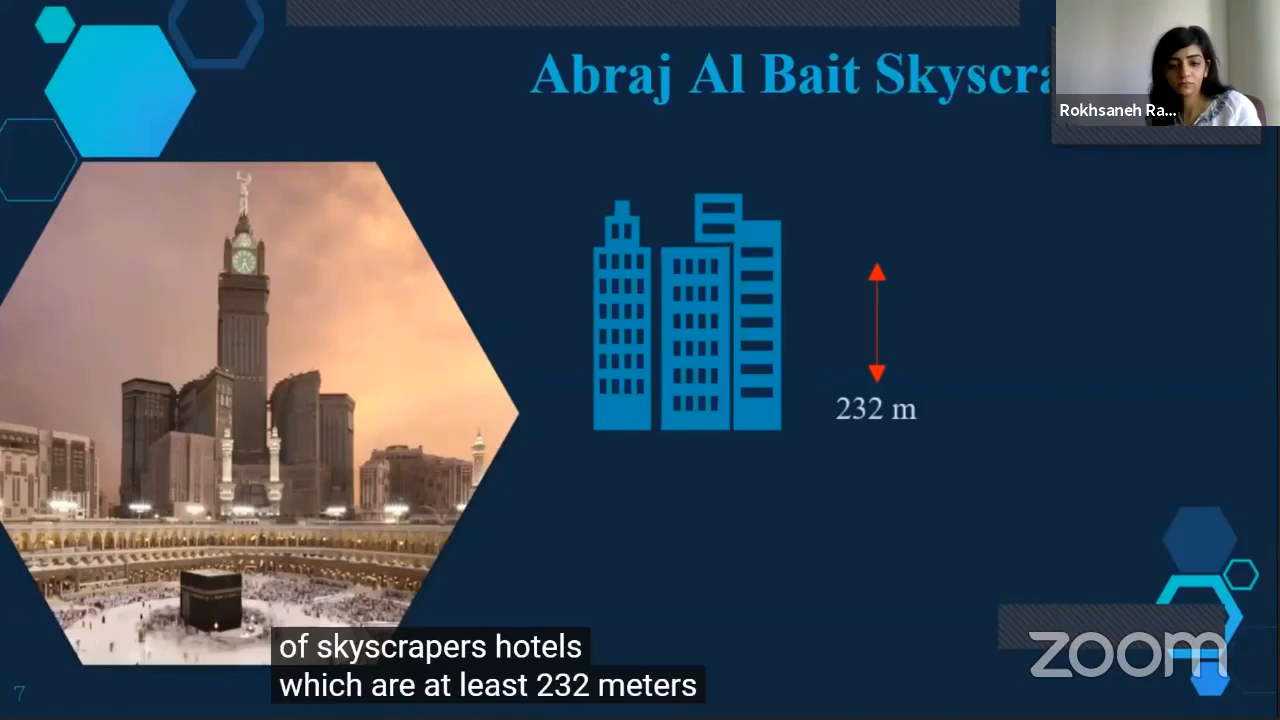 Abraj Al Bait Skyscra
Rokhsaneh Ra...
232 m
of skyscrapers hotels
which are at least 232 meters
zoom
7